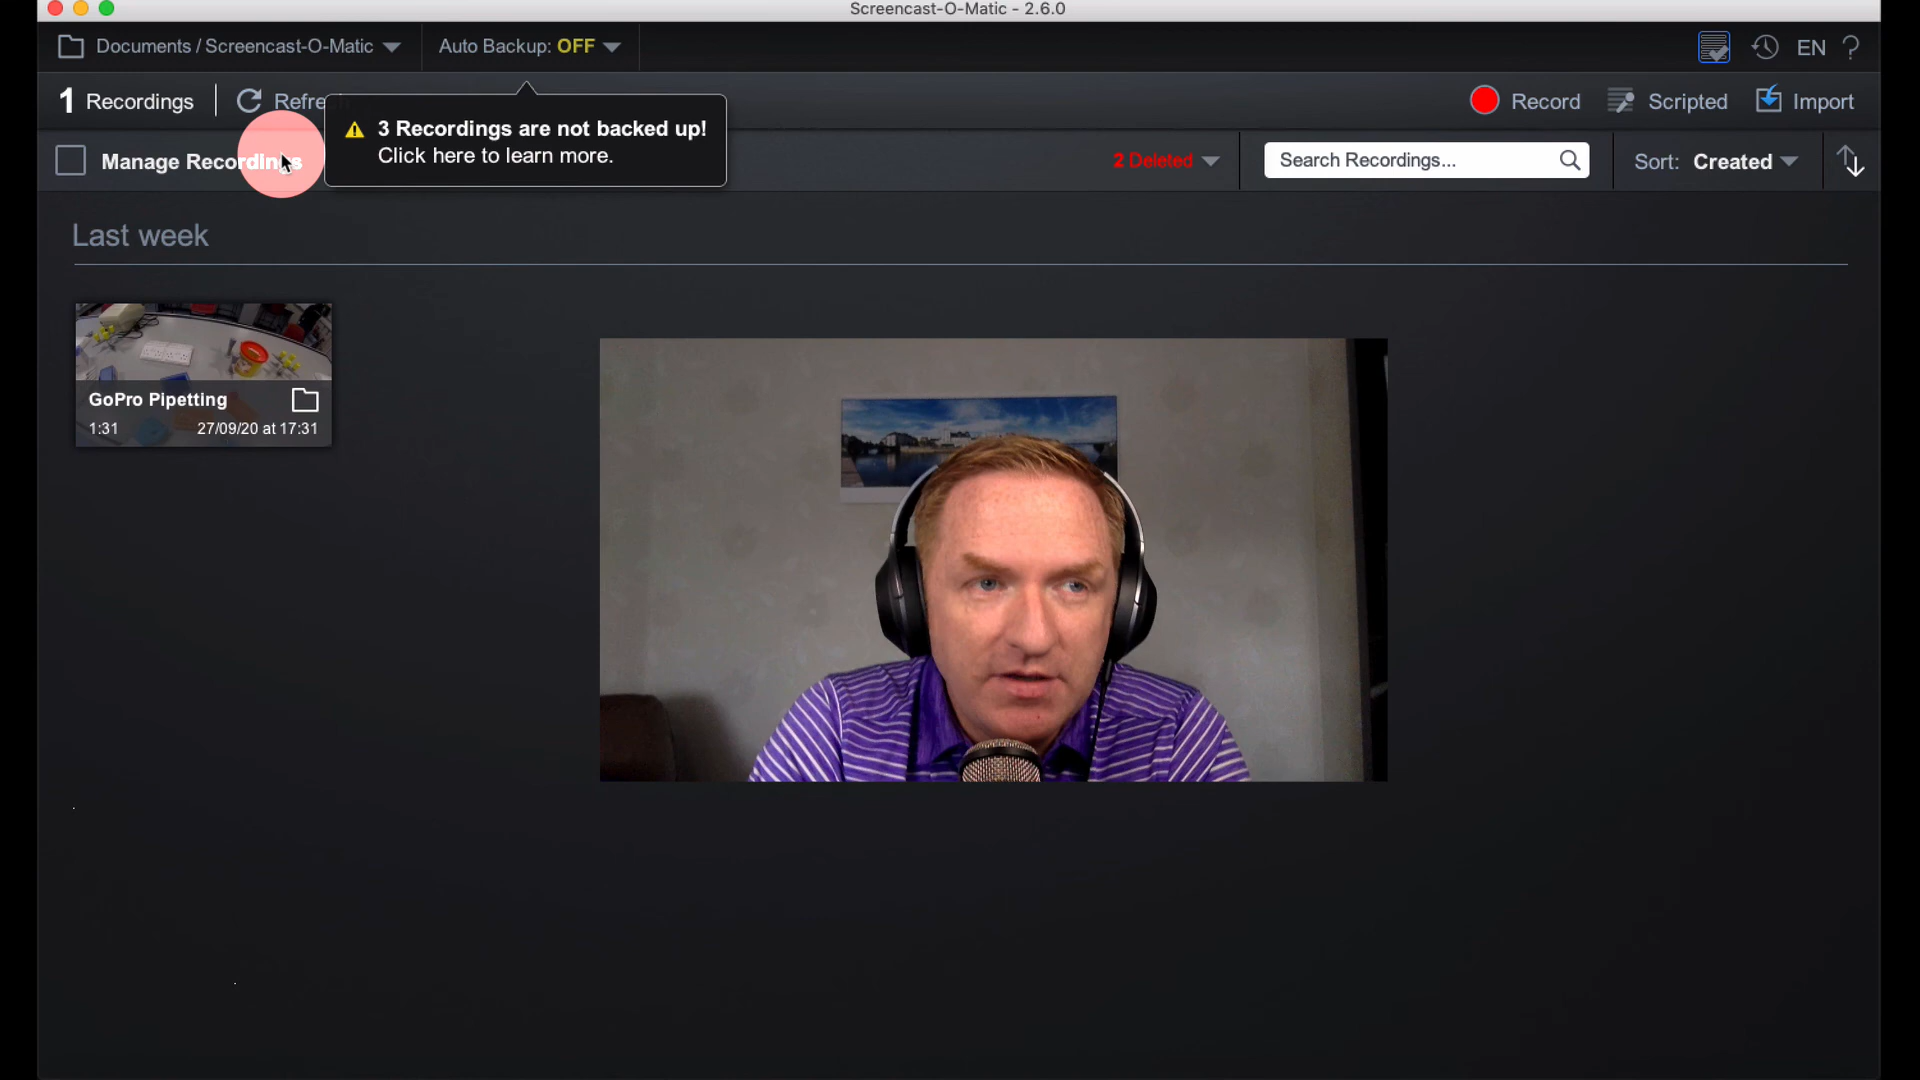 Screencast-O-Matic - 2.6.0
Documents / Screencast-O-Matic
Auto Backup: OFF
EN ?
1 Recordings
Record
Scripted
Import
3 Recordings are not backed up!
Click here to learn more.
Manage Recordings
2 Deleted
Search Recordings...
Sort: Created
Last week
GoPro Pipetting
1:31
27/09/20 at 17:31